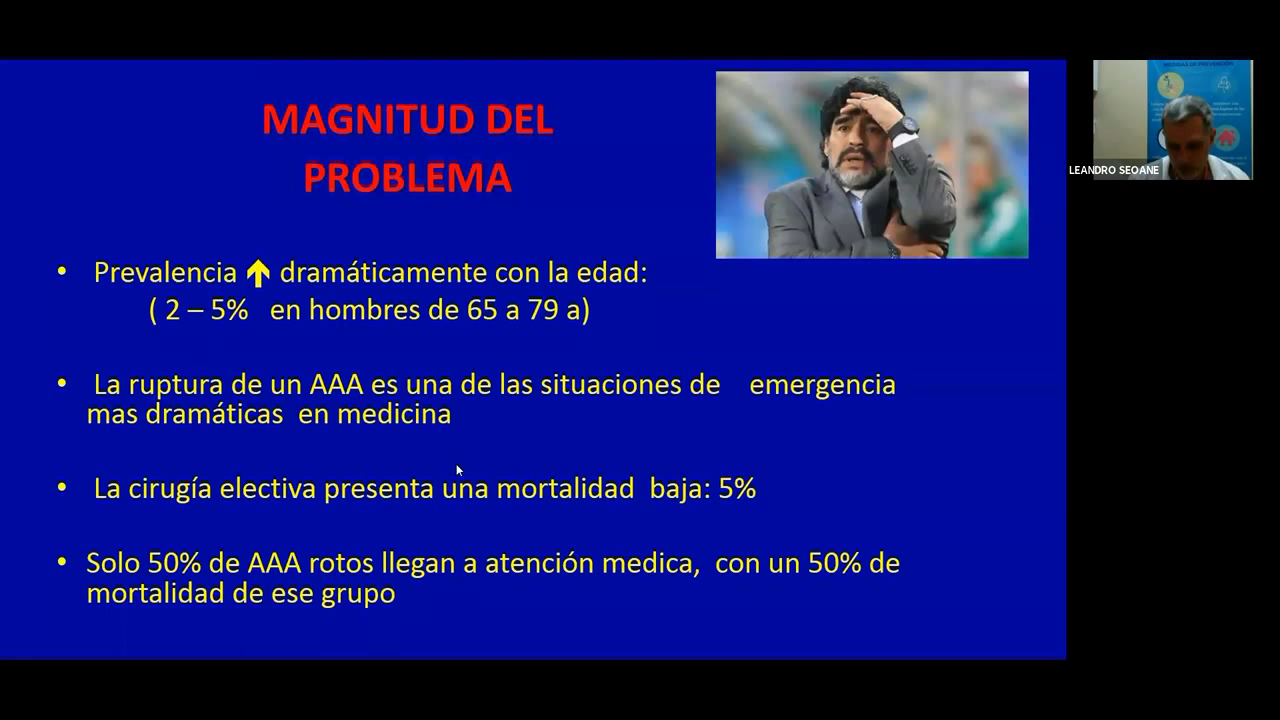 MAGNITUD DEL
PROBLEMA
• Prevalencia ↑ dramáticamente con la edad:
( 2 – 5% en hombres de 65 a 79 a)
• La ruptura de un AAA es una de las situaciones de emergencia
mas dramáticas en medicina
• La cirugía electiva presenta una mortalidad baja: 5%
• Solo 50% de AAA rotos llegan a atención medica, con un 50% de
mortalidad de ese grupo
MEDIDAS DE PREVENCIÓN
LEANDRO SEOANE